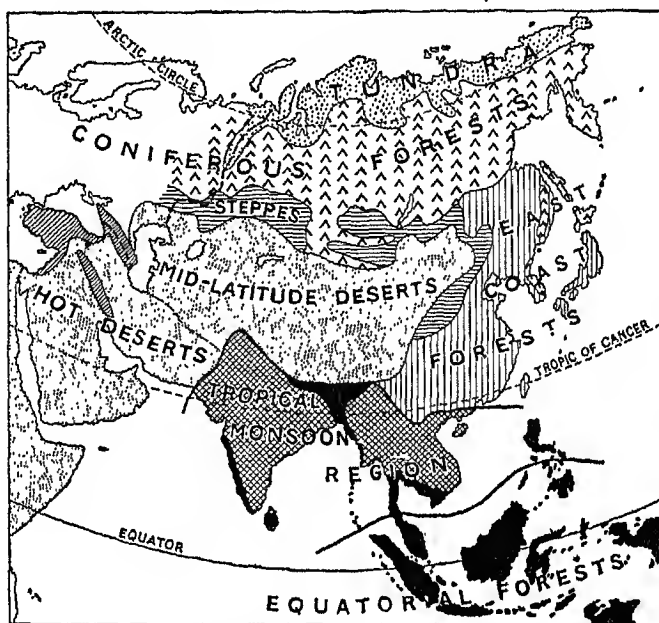 ARCTIC CIRCLE
TUNDRA
CONIFEROUS FORESTS
STEPPES
EAST COAST FORESTS
MID-LATITUDE DESERTS
HOT DESERTS
TROPIC OF CANCER
TROPICAL
MONSOON
REGION
EQUATOR
EQUATORIAL FORESTS